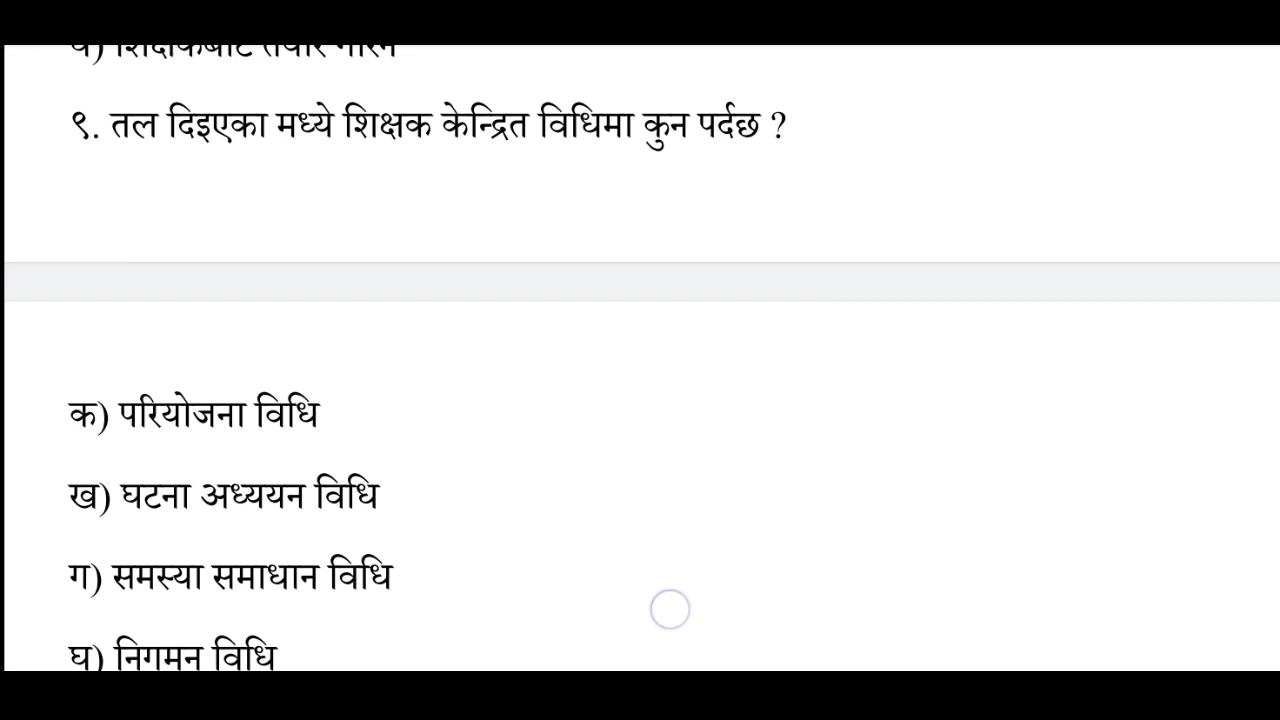 ९. तल दिइएका मध्ये शिक्षक केन्द्रित विधिमा कुन पर्दछ ?
क) परियोजना विधि
ख) घटना अध्ययन विधि
ग) समस्या समाधान विधि
घ) निगमन विधि